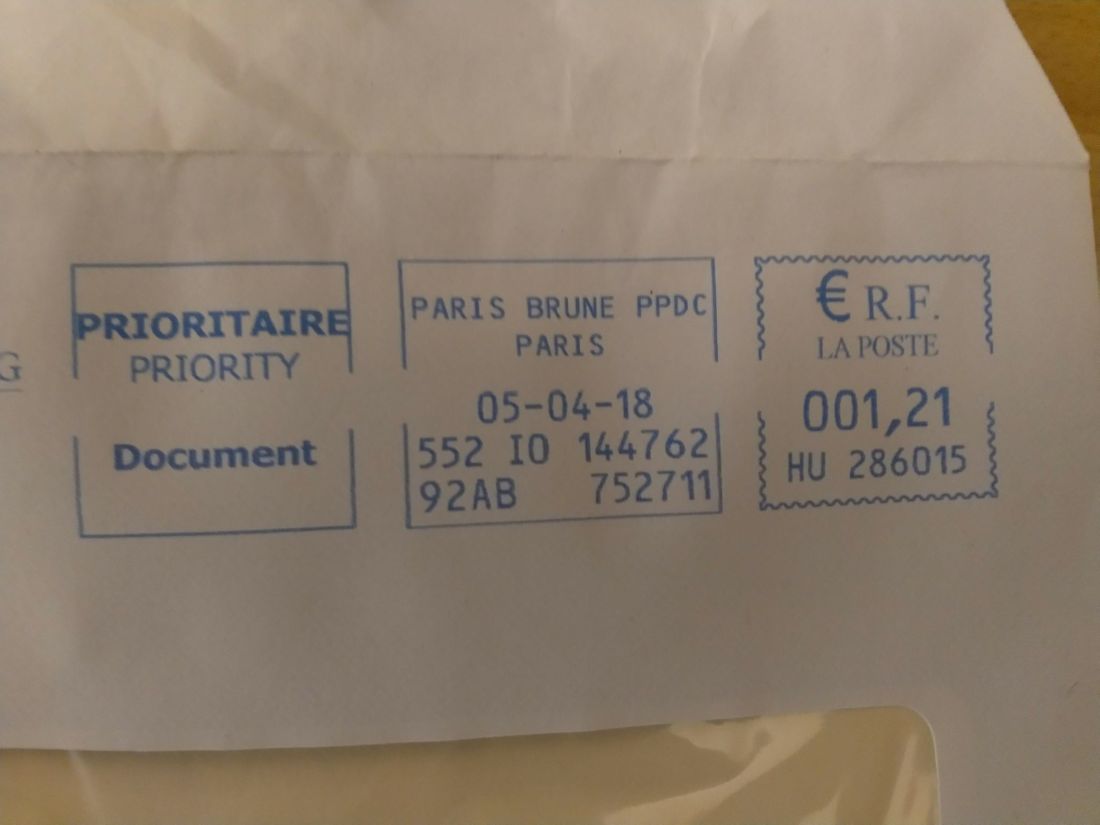 G
PRIORITAIRE
PRIORITY
Document
PARIS BRUNE PPDC
PARIS
05-04-18
552 IO 144762
92AB 752711
€ R.F.
LA POSTE
001,21
HU 286015